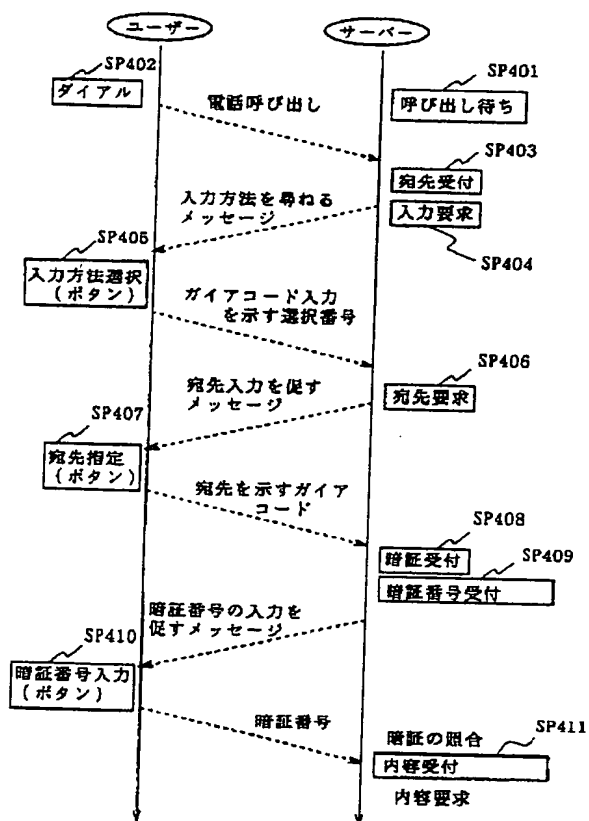 ユーザー
サーバー
SP402
ダイアル
SP401
呼び出し待ち
電話呼び出し
SP403
宛先受付
入力方法を尋ねる
メッセージ
入力要求
SP404
SP405
入力方法選択
(ボタン)
ガイアコード入力
を示す選択番号
SP406
宛先要求
宛先入力を促す
メッセージ
SP407
宛先指定
(ボタン)
宛先を示すガイア
コード
SP408
暗証受付
SP409
暗証番号受付
暗証番号の入力を
促すメッセージ
SP410
暗証番号入力
(ボタン)
暗証番号
暗証の照合
SP411
内容受付
内容要求